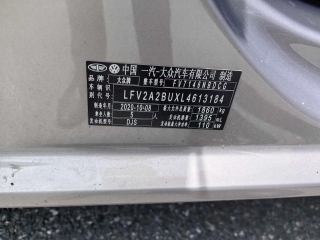 中国 一汽-大众汽车有限公司 制造
品牌 大众牌 整车型号 FV7146NBDCG
车辆识别代号 LFV2A2BUXL4613184
制造年月 2020-10-08 最大允许总质量 1860 kg
乘坐人数 5 人 发动机排量 1395 mL
发动机型号 DJS 发动机最大净功率 110 kW